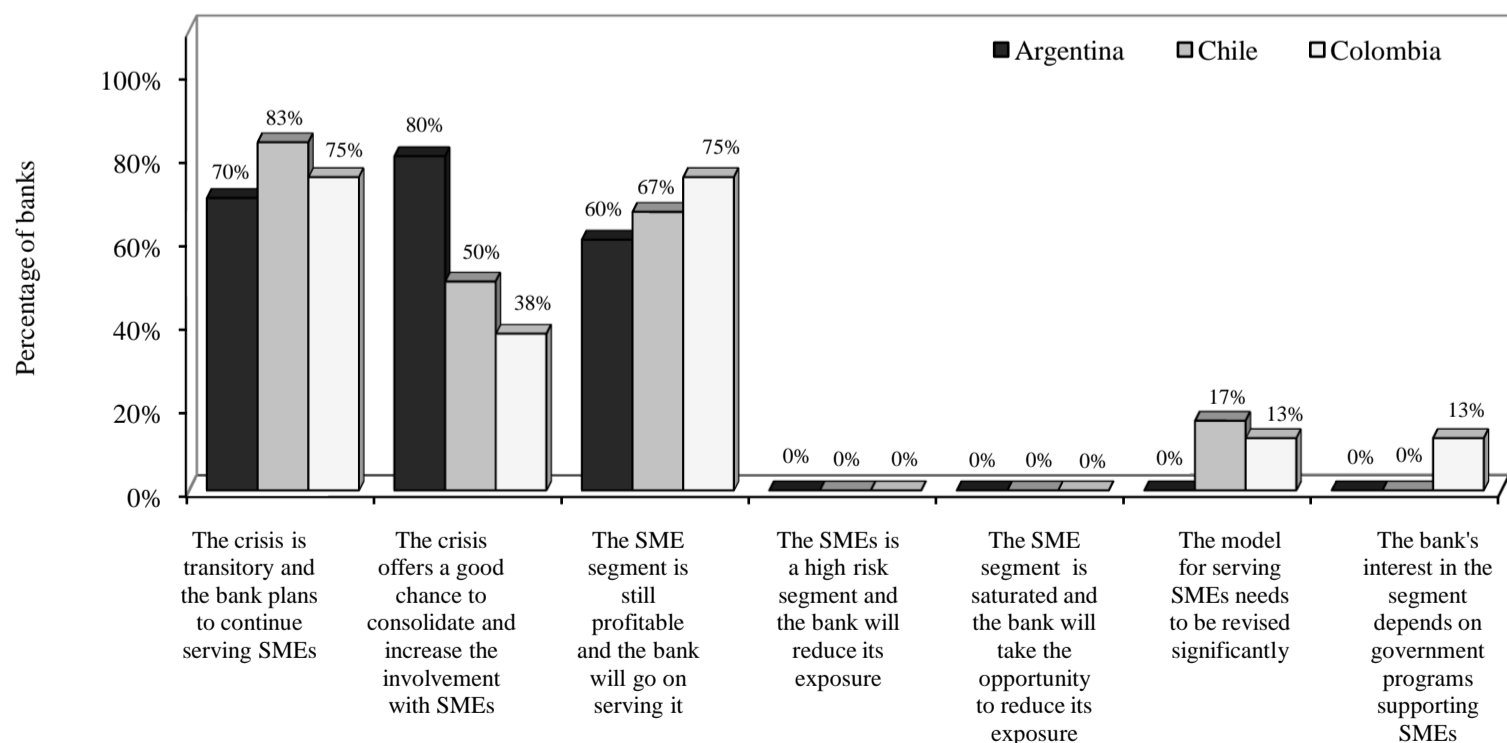 Argentina Chile Colombia
Percentage of banks
100%
80%
60%
40%
20%
0%
70% 83% 75%
80% 50% 38%
60% 67% 75%
0% 0% 0%
0% 0% 0%
0% 17% 13%
0% 0% 13%
The crisis is
transitory and
the bank plans
to continue
serving SMEs
The crisis
offers a good
chance to
consolidate and
increase the
involvement
with SMEs
The SME
segment is
still
profitable
and the bank
will go on
serving it
The SMEs is
a high risk
segment and
the bank will
reduce its
exposure
The SME
segment is
saturated and
the bank will
take the
opportunity
to reduce its
exposure
The model
for serving
SMEs needs
to be revised
significantly
The bank's
interest in the
segment
depends on
government
programs
supporting
SMEs